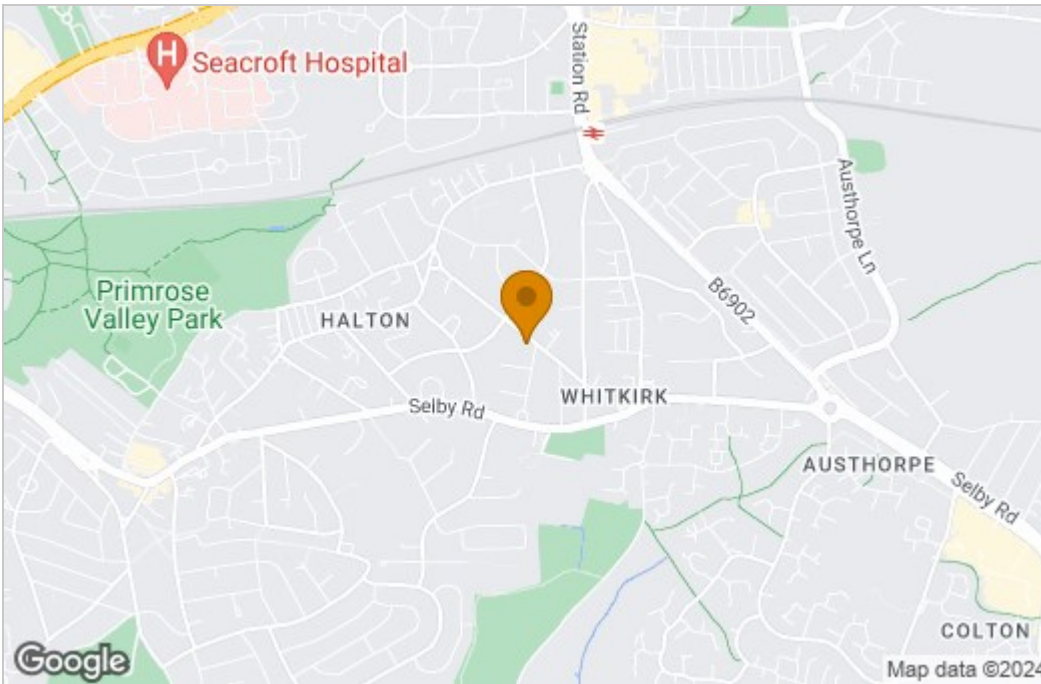 Seacroft Hospital
Station Rd
Austhorpe Ln
Primrose
Valley Park
HALTON
B6902
Selby Rd
WHITKIRK
AUSTHORPE
Selby Rd
COLTON
Google
Map data ©2024
H